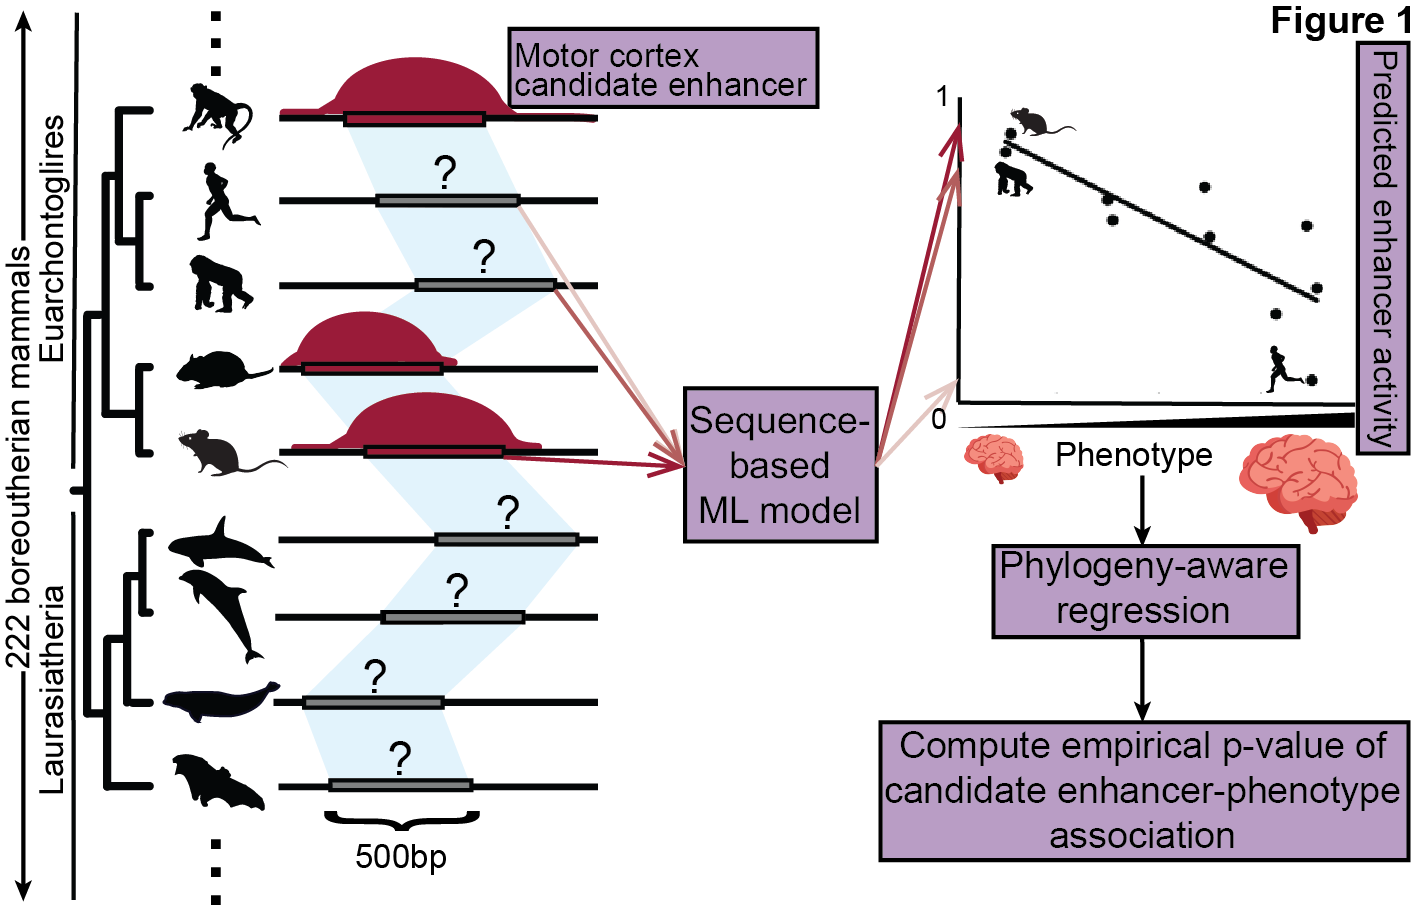 Figure 1
222 boreoeutherian mammals
Euarchontoglires
Laurasiatheria
Motor cortex
candidate enhancer
?
?
?
?
?
?
500bp
Sequence-
based
ML model
1
0
Predicted enhancer activity
Phenotype
Phylogeny-aware
regression
Compute empirical p-value of
candidate enhancer-phenotype
association